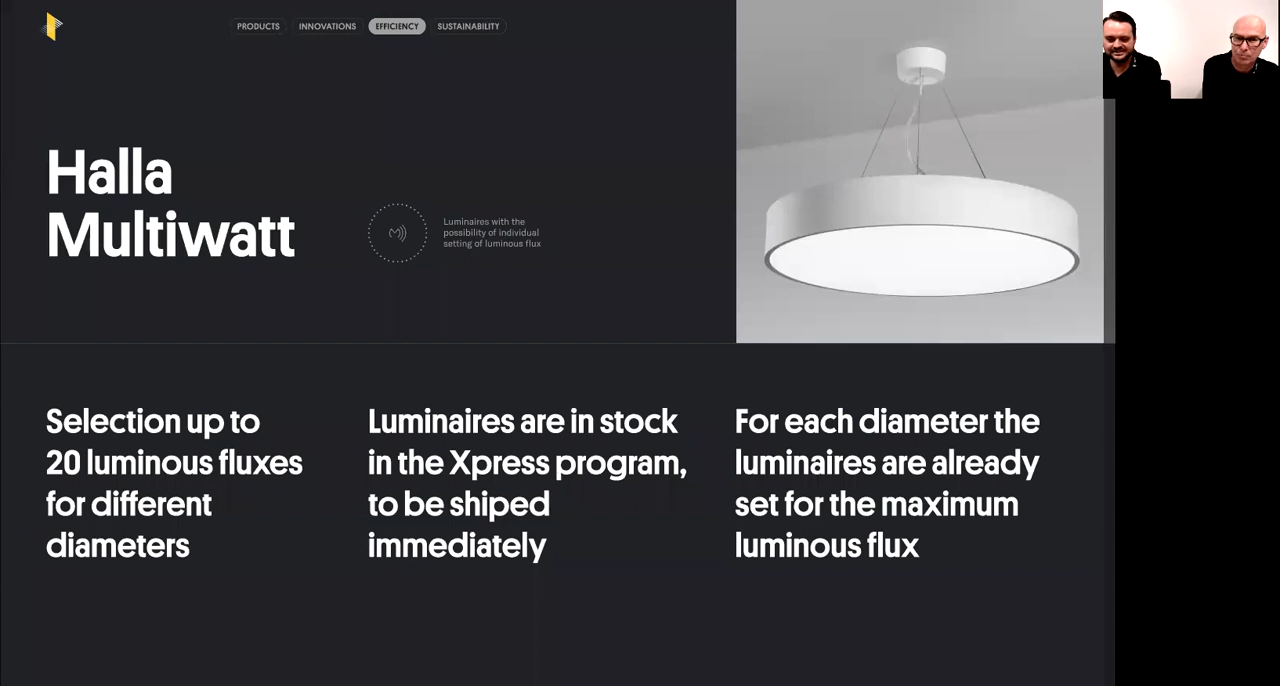 PRODUCTS
INNOVATIONS
EFFICIENCY
SUSTAINABILITY
Halla
Multiwatt
Luminaires with the
possibility of individual
setting of luminous flux
Selection up to
20 luminous fluxes
for different
diameters
Luminaires are in stock
in the Xpress program,
to be shiped
immediately
For each diameter the
luminaires are already
set for the maximum
luminous flux